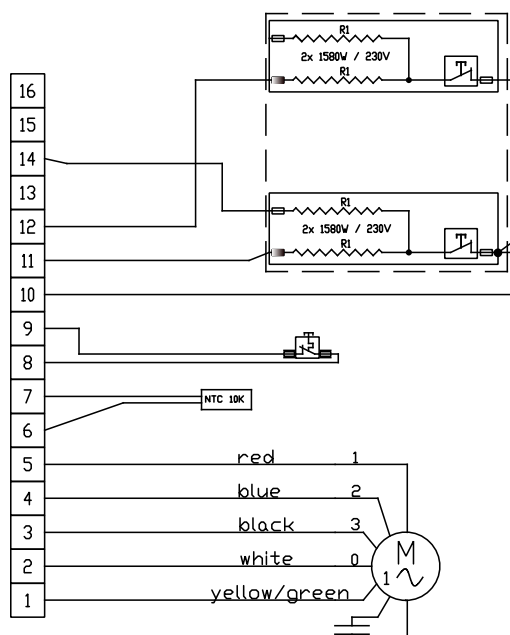 R1
2x 1580W / 230V
R1
16
15
14
13
12
11
10
9
8
7
6
5
4
3
2
1
R1
2x 1580W / 230V
R1
NTC 10K
red 1
blue 2
black 3
white 0
yellow/green
M
1